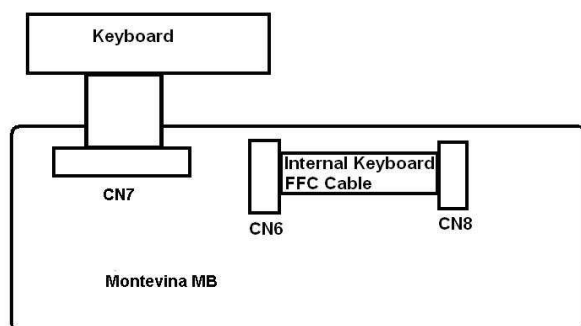 Keyboard
Internal Keyboard
FFC Cable
CN7
CN6
CN8
Montevina MB